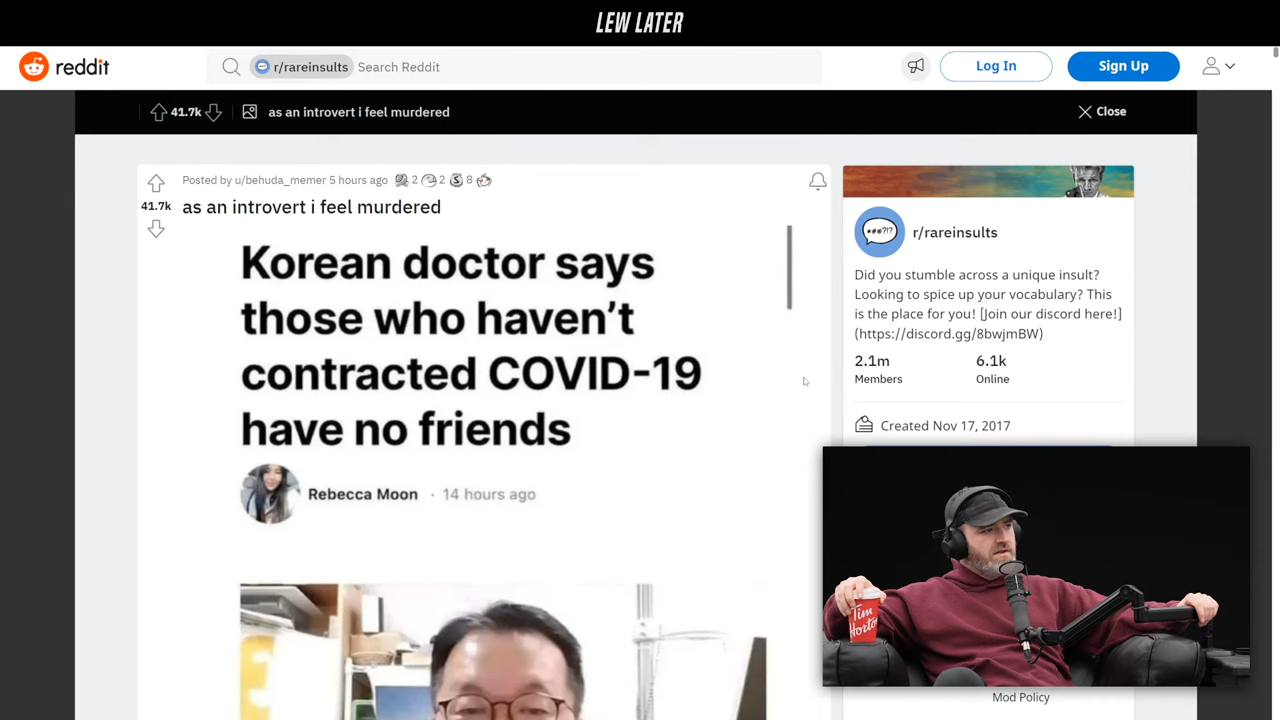 LEW LATER
reddit
r/rareinsults Search Reddit
Log In
Sign Up
41.7k
as an introvert i feel murdered
Close
Posted by u/behuda_memer 5 hours ago 2 2 8
41.7k
as an introvert i feel murdered
Korean doctor says
those who haven’t
contracted COVID-19
have no friends
Rebecca Moon · 14 hours ago
r/rareinsults
Did you stumble across a unique insult?
Looking to spice up your vocabulary? This
is the place for you! [Join our discord here!]
(https://discord.gg/8bwjmBW)
2.1m 6.1k
Members Online
Created Nov 17, 2017
Tim
Horto
Mod Policy